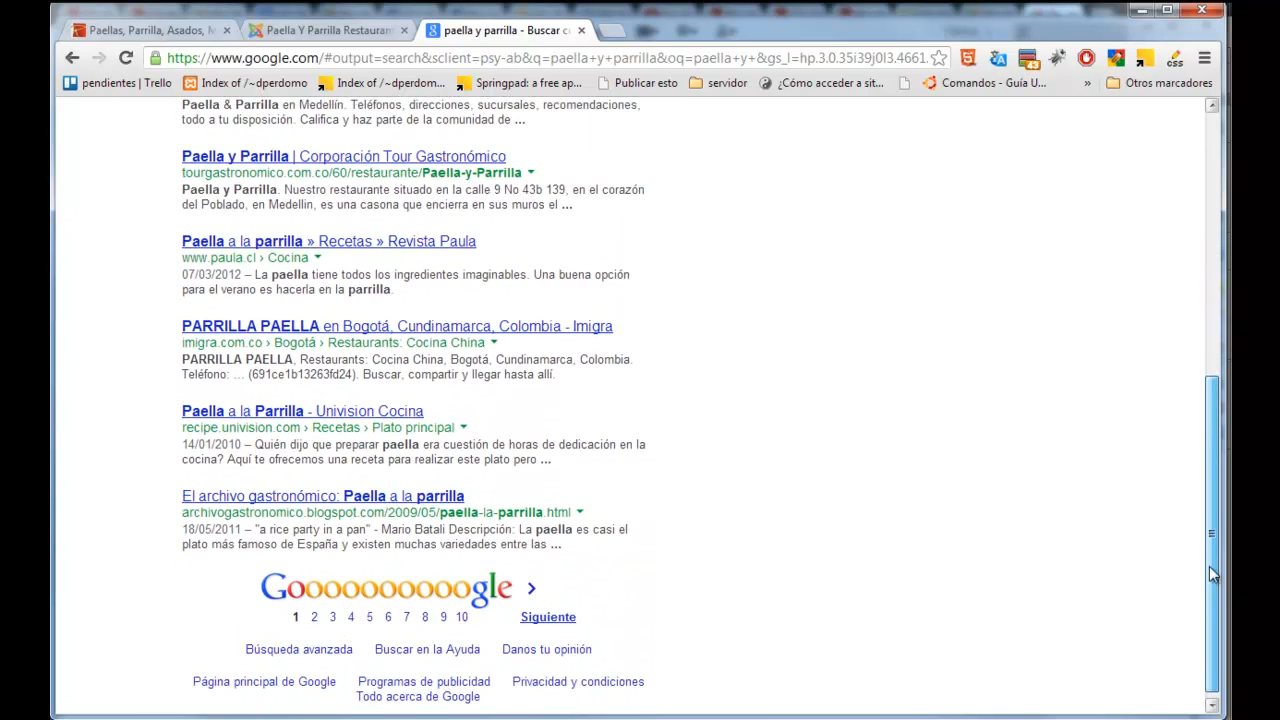 Paellas, Parrilla, Asados, M
Paella Y Parrilla Restauran
paella y parrilla - Buscar c
https://www.google.com/#output=search&sclient=psy-ab&q=paella+y+parrilla&oq=paella+y+&gs_l=hp.3.0.35i39j0l3.4661.
pendientes | Trello
Index of /~dperdomo
Index of /~dperdom...
Springpad: a free ap...
Publicar esto
servidor
¿Cómo acceder a sit...
Comandos - Guía U...
»
Otros marcadores
Paella & Parrilla en Medellín. Teléfonos, direcciones, sucursales, recomendaciones,
todo a tu disposición. Califica y haz parte de la comunidad de ...
Paella y Parrilla | Corporación Tour Gastronómico
tourgastronomico.com.co/60/restaurante/Paella-y-Parrilla
Paella y Parrilla. Nuestro restaurante situado en la calle 9 No 43b 139, en el corazón
del Poblado, en Medellin, es una casona que encierra en sus muros el ...
Paella a la parrilla » Recetas » Revista Paula
www.paula.cl › Cocina
07/03/2012 – La paella tiene todos los ingredientes imaginables. Una buena opción
para el verano es hacerla en la parrilla.
PARRILLA PAELLA en Bogotá, Cundinamarca, Colombia - Imigra
imigra.com.co › Bogotá › Restaurants: Cocina China
PARRILLA PAELLA, Restaurants: Cocina China, Bogotá, Cundinamarca, Colombia.
Teléfono: ... (691ce1b13263fd24). Buscar, compartir y llegar hasta allí.
Paella a la Parrilla - Univision Cocina
recipe.univision.com › Recetas › Plato principal
14/01/2010 – Quién dijo que preparar paella era cuestión de horas de dedicación en la
cocina? Aquí te ofrecemos una receta para realizar este plato pero ...
El archivo gastronómico: Paella a la parrilla
archivogastronomico.blogspot.com/2009/05/paella-la-parrilla.html
18/05/2011 – "a rice party in a pan" - Mario Batali Descripción: La paella es casi el
plato más famoso de España y existen muchas variedades entre las ...
Goooooooooogle
1 2 3 4 5 6 7 8 9 10 Siguiente
Búsqueda avanzada Buscar en la Ayuda Danos tu opinión
Página principal de Google Programas de publicidad Privacidad y condiciones
Todo acerca de Google